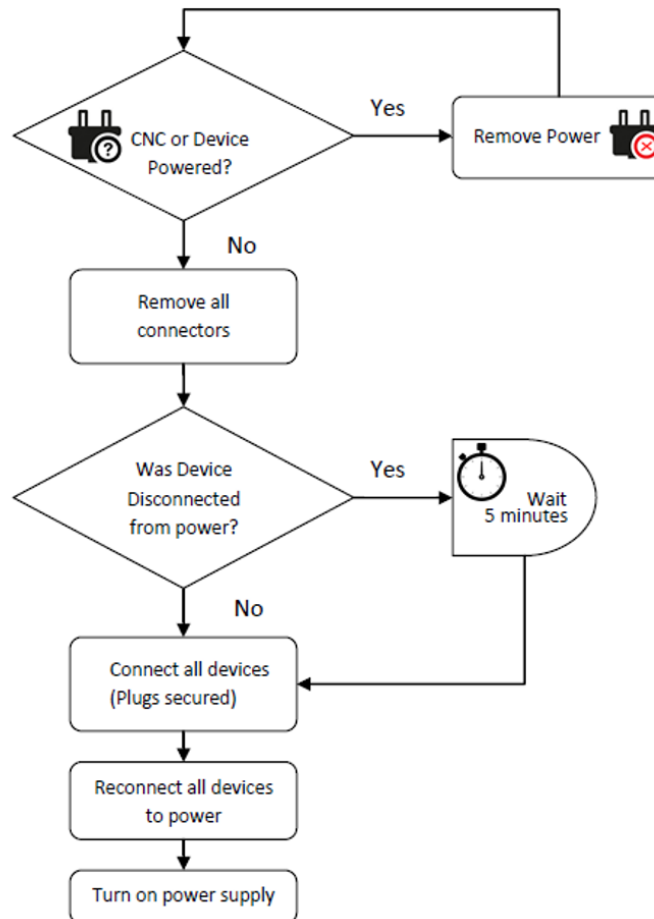 Yes
?
CNC or Device
Powered?
Remove Power
No
Remove all
connectors
Was Device
Disconnected
from power?
Yes
Wait
5 minutes
No
Connect all devices
(Plugs secured)
Reconnect all devices
to power
Turn on power supply